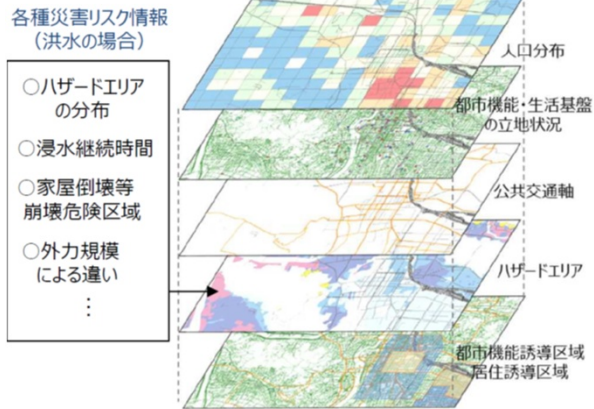 各種災害リスク情報
（洪水の場合）
○ハザードエリア
の分布
○浸水継続時間
○家屋倒壊等
崩壊危険区域
○外力規模
による違い
⋮
人口分布
都市機能・生活基盤
の立地状況
公共交通軸
ハザードエリア
都市機能誘導区域
居住誘導区域